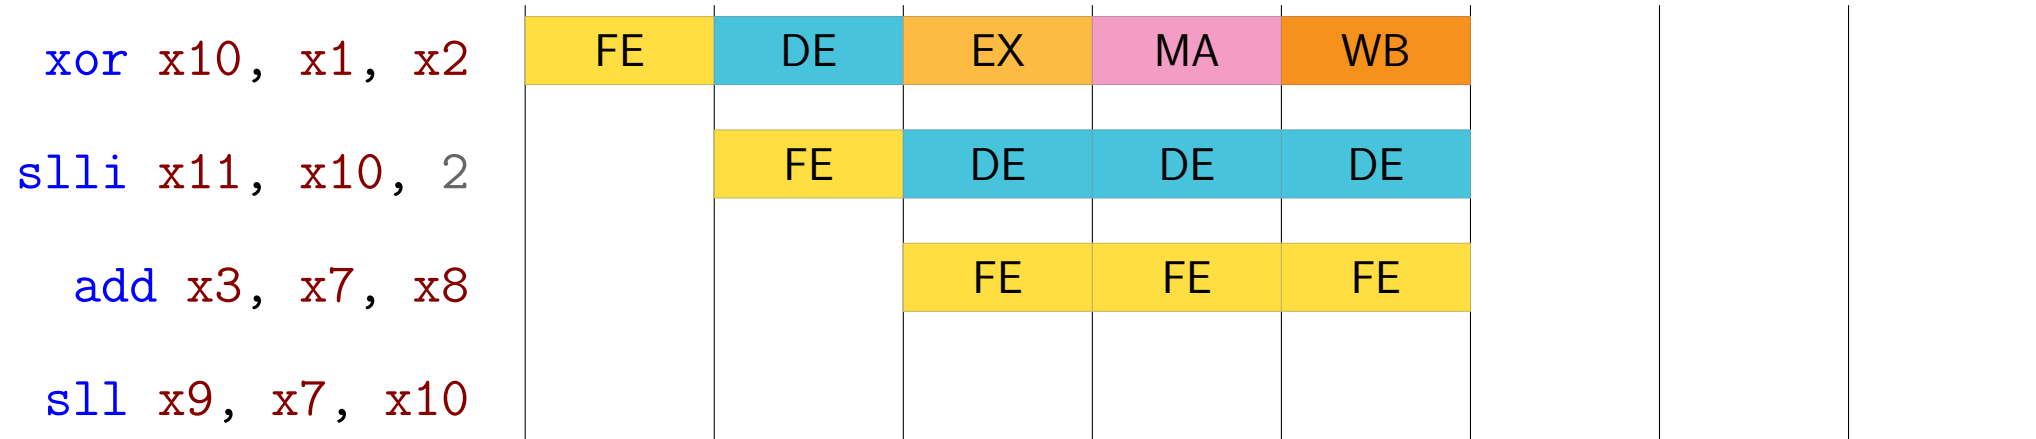 xor x10, x1, x2 FE DE EX MA WB
slli x11, x10, 2 FE DE DE DE
add x3, x7, x8 FE FE FE
sll x9, x7, x10